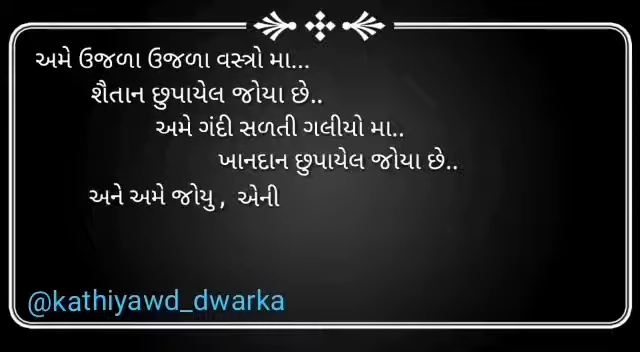 અમે ઉજળા ઉજળા વસ્ત્રો મા...
શૈતાન છુપાયેલ જોયા છે..
અમે ગંદી સળતી ગલીયો મા..
ખાનદાન છુપાયેલ જોયા છે..
અને અમે જોયુ , એની
@kathiyawd_dwarka